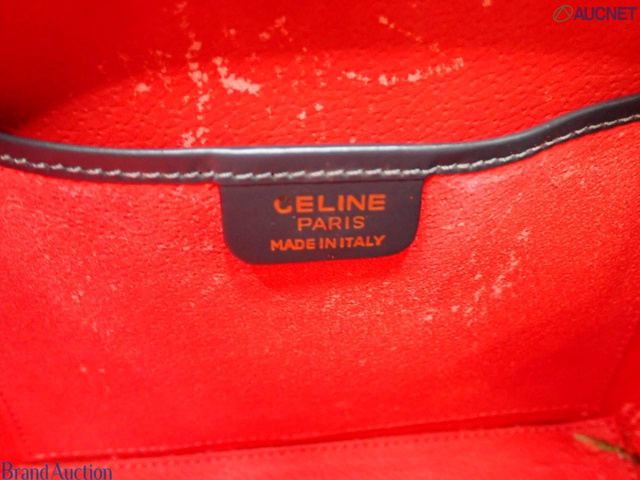 AUCNET
CELINE
PARIS
MADE IN ITALY
Brand Auction